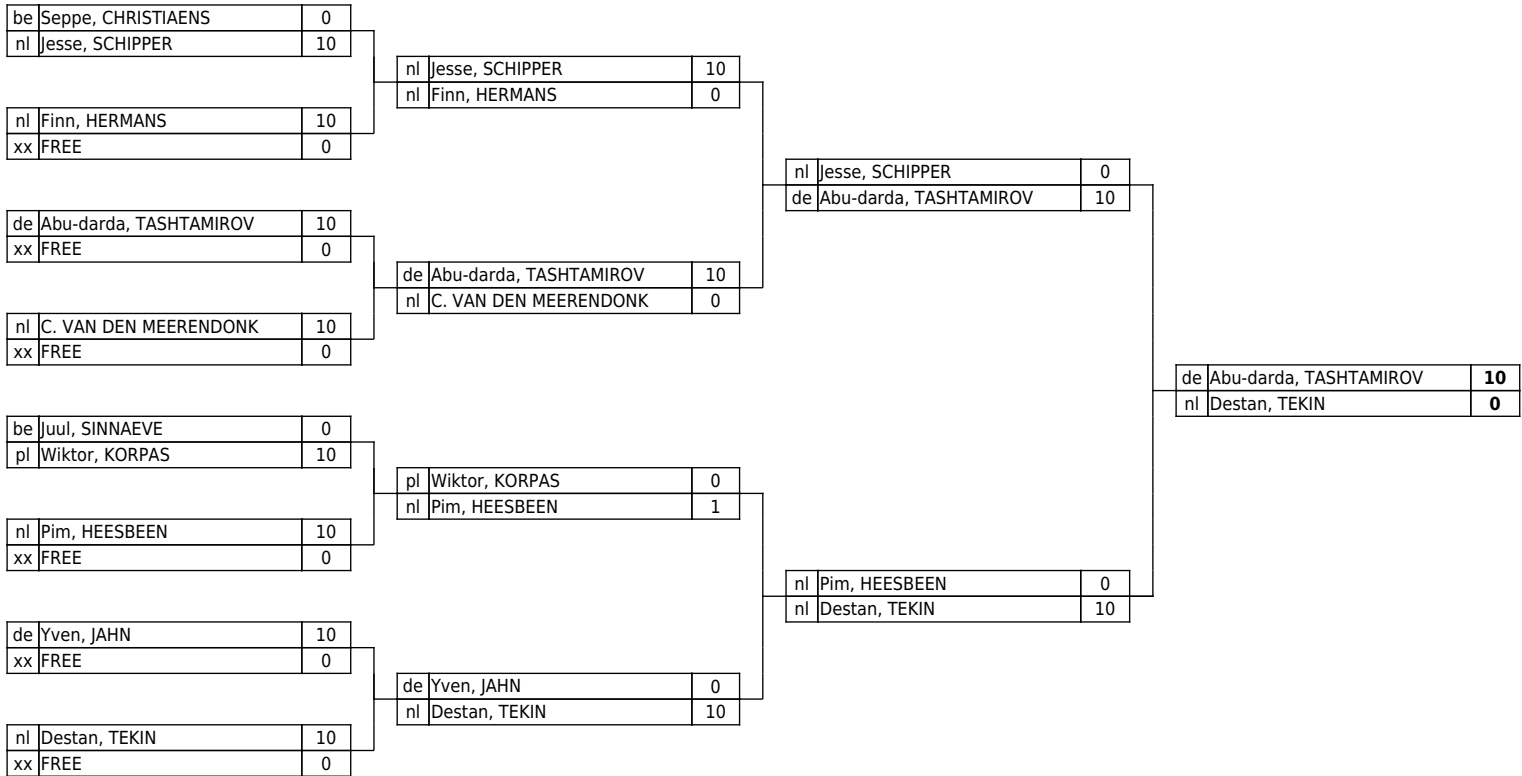 be Seppe, CHRISTIAENS 0
nl Jesse, SCHIPPER 10
nl Finn, HERMANS 10
xx FREE 0
de Abu-darda, TASHTAMIROV 10
xx FREE 0
nl C. VAN DEN MEERENDONK 10
xx FREE 0
be Juul, SINNAEVE 0
pl Wiktor, KORPAS 10
nl Pim, HEESBEEN 10
xx FREE 0
de Yven, JAHN 10
xx FREE 0
nl Destan, TEKIN 10
xx FREE 0
nl Jesse, SCHIPPER 10
nl Finn, HERMANS 0
de Abu-darda, TASHTAMIROV 10
nl C. VAN DEN MEERENDONK 0
pl Wiktor, KORPAS 0
nl Pim, HEESBEEN 1
de Yven, JAHN 0
nl Destan, TEKIN 10
nl Jesse, SCHIPPER 0
de Abu-darda, TASHTAMIROV 10
nl Pim, HEESBEEN 0
nl Destan, TEKIN 10
de Abu-darda, TASHTAMIROV 10
nl Destan, TEKIN 0